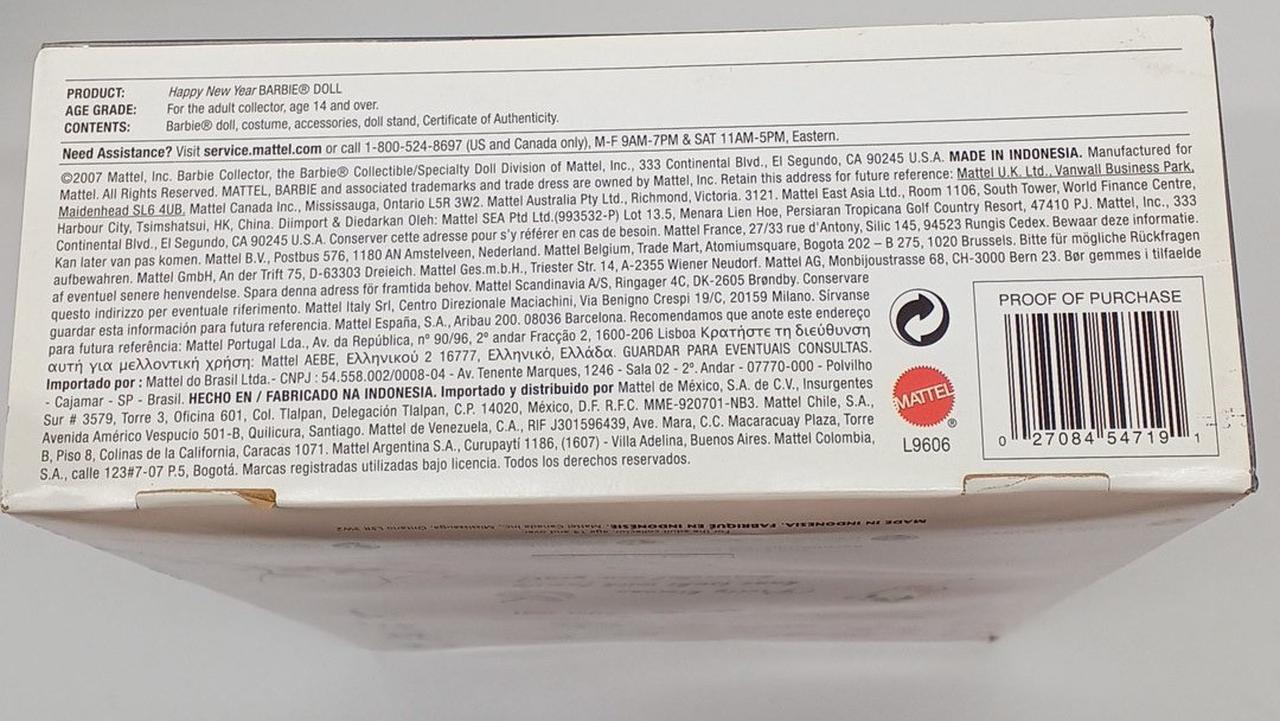 PRODUCT: Happy New Year BARBIE® DOLL
AGE GRADE: For the adult collector, age 14 and over.
CONTENTS: Barbie® doll, costume, accessories, doll stand, Certificate of Authenticity.
Need Assistance? Visit service.mattel.com or call 1-800-524-8697 (US and Canada only), M-F 9AM-7PM & SAT 11AM-5PM, Eastern.
©2007 Mattel, Inc. Barbie Collector, the Barbie® Collectible/Specialty Doll Division of Mattel, Inc., 333 Continental Blvd., El Segundo, CA 90245 U.S.A. MADE IN INDONESIA. Manufactured for
Mattel. All Rights Reserved. MATTEL, BARBIE and associated trademarks and trade dress are owned by Mattel, Inc. Retain this address for future reference: Mattel U.K. Ltd., Vanwall Business Park,
Maidenhead SL6 4UB. Mattel Canada Inc., Mississauga, Ontario L5R 3W2. Mattel Australia Pty Ltd., Richmond, Victoria. 3121. Mattel East Asia Ltd., Room 1106, South Tower, World Finance Centre,
Harbour City, Tsimshatsui, HK, China. Diimport & Diedarkan Oleh: Mattel SEA Ptd Ltd.(993532-P) Lot 13.5, Menara Lien Hoe, Persiaran Tropicana Golf Country Resort, 47410 PJ. Mattel, Inc., 333
Continental Blvd., El Segundo, CA 90245 U.S.A. Conserver cette adresse pour s'y référer en cas de besoin. Mattel France, 27/33 rue d'Antony, Silic 145, 94523 Rungis Cedex. Bewaar deze informatie.
Kan later van pas komen. Mattel B.V., Postbus 576, 1180 AN Amstelveen, Nederland. Mattel Belgium, Trade Mart, Atomiumsquare, Bogota 202 – B 275, 1020 Brussels. Bitte für mögliche Rückfragen
aufbewahren. Mattel GmbH, An der Trift 75, D-63303 Dreieich. Mattel Ges.m.b.H., Triester Str. 14, A-2355 Wiener Neudorf. Mattel AG, Monbijoustrasse 68, CH-3000 Bern 23. Bør gemmes i tilfaelde
af eventuel senere henvendelse. Spara denna adress för framtida behov. Mattel Scandinavia A/S, Ringager 4C, DK-2605 Brøndby. Conservare
questo indirizzo per eventuale riferimento. Mattel Italy Srl, Centro Direzionale Maciachini, Via Benigno Crespi 19/C, 20159 Milano. Sírvanse
guardar esta información para futura referencia. Mattel España, S.A., Aribau 200. 08036 Barcelona. Recomendamos que anote este endereço
para futura referência: Mattel Portugal Lda., Av. da República, nº 90/96, 2º andar Fracção 2, 1600-206 Lisboa Κρατήστε τη διεύθυνση
αυτή για μελλοντική χρήση: Mattel AEBE, Ελληνικού 2 16777, Ελληνικό, Ελλάδα. GUARDAR PARA EVENTUAIS CONSULTAS.
Importado por : Mattel do Brasil Ltda.- CNPJ : 54.558.002/0008-04 - Av. Tenente Marques, 1246 - Sala 02 - 2º. Andar - 07770-000 - Polvilho
- Cajamar - SP - Brasil. HECHO EN / FABRICADO NA INDONESIA. Importado y distribuido por Mattel de México, S.A. de C.V., Insurgentes
Sur # 3579, Torre 3, Oficina 601, Col. Tlalpan, Delegación Tlalpan, C.P. 14020, México, D.F. R.F.C. MME-920701-NB3. Mattel Chile, S.A.,
Avenida Américo Vespucio 501-B, Quilicura, Santiago. Mattel de Venezuela, C.A., RIF J301596439, Ave. Mara, C.C. Macaracuay Plaza, Torre
B, Piso 8, Colinas de la California, Caracas 1071. Mattel Argentina S.A., Curupaytí 1186, (1607) - Villa Adelina, Buenos Aires. Mattel Colombia,
S.A., calle 123#7-07 P.5, Bogotá. Marcas registradas utilizadas bajo licencia. Todos los derechos reservados.
MATTEL®
L9606
PROOF OF PURCHASE
0 27084 54719 1
MADE IN INDONESIA. FABRIQUÉ EN INDONÉSIE. Mattel Canada Inc., Mississauga, Ontario L5R 3W2
For the adult collector, age 14 and over.